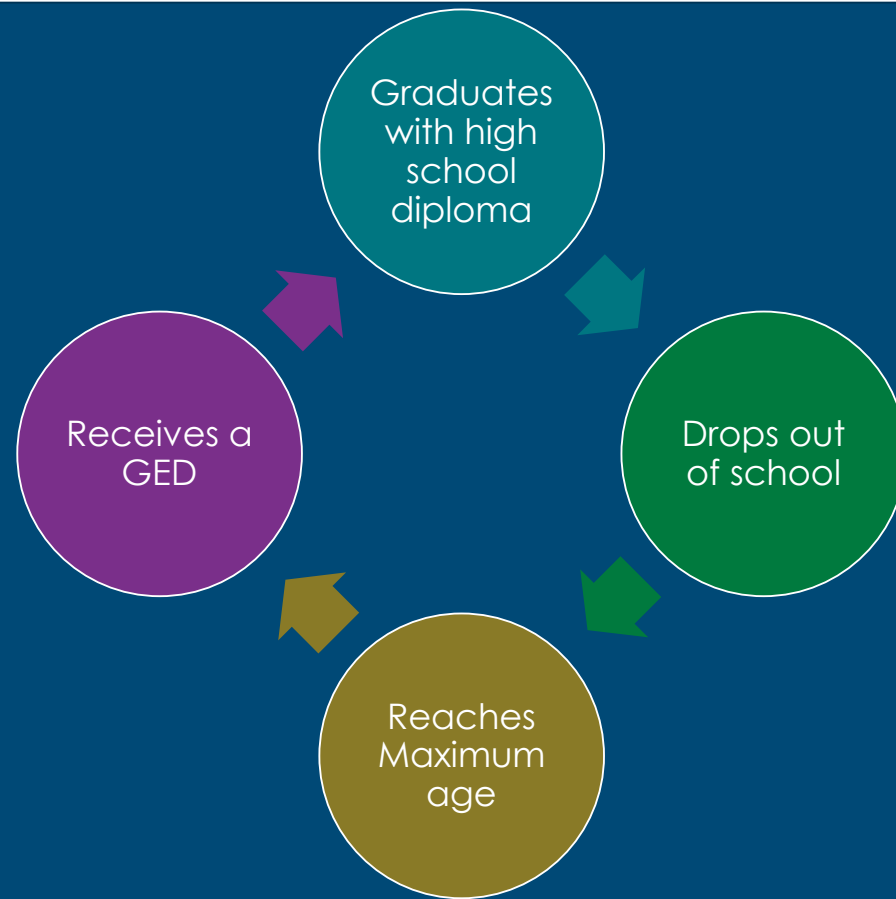 Graduates
with high
school
diploma
Drops out
of school
Reaches
Maximum
age
Receives a
GED